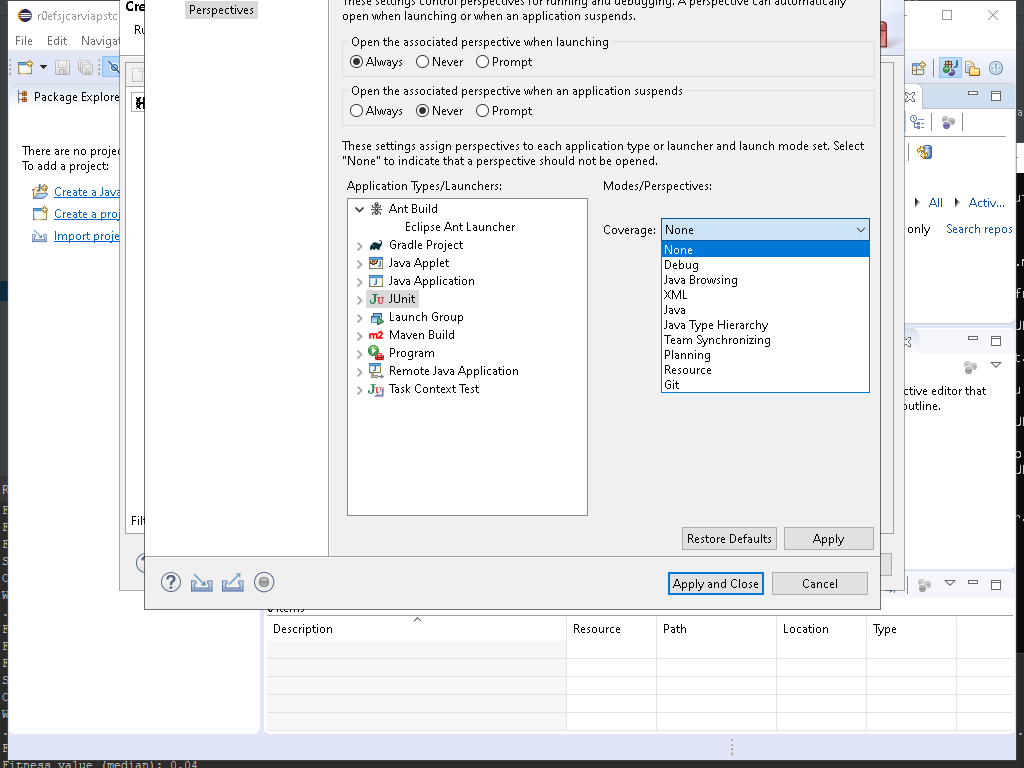 r0efsjcarviapstc
Cre
Perspectives
These settings control perspectives for running and debugging. A perspective can automatically
open when launching or when an application suspends.
File Edit Navigat
Ru
Open the associated perspective when launching
Always Never Prompt
Open the associated perspective when an application suspends
Always Never Prompt
Package Explore
These settings assign perspectives to each application type or launcher and launch mode set. Select
"None" to indicate that a perspective should not be opened.
There are no projec
To add a project:
Create a Java
Create a proj
Import proje
Application Types/Launchers:
Ant Build
Eclipse Ant Launcher
Gradle Project
Java Applet
Java Application
JUnit
Launch Group
Maven Build
Program
Remote Java Application
Task Context Test
Modes/Perspectives:
Coverage: None
None
Debug
Java Browsing
XML
Java
Java Type Hierarchy
Team Synchronizing
Planning
Resource
Git
All Activ...
only Search repos
ctive editor that
outline.
Filt
Restore Defaults Apply
Apply and Close Cancel
Description Resource Path Location Type
Fitness value (median): 0.04